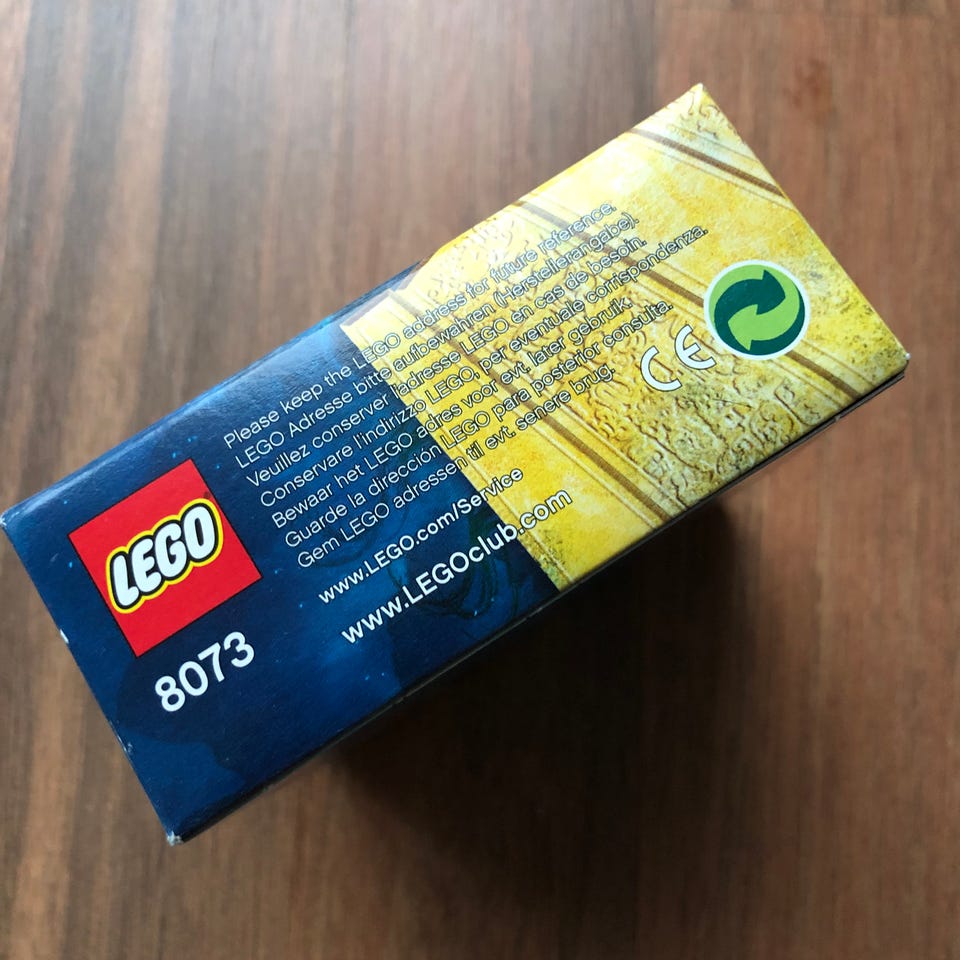 LEGO
8073
Please keep the LEGO address for future reference.
LEGO Adresse bitte aufbewahren (Herstellerangabe).
Veuillez conserver l'adresse LEGO en cas de besoin.
Conservare l'indirizzo LEGO, per eventuale corrispondenza.
Bewaar het LEGO adres voor evt. later gebruik.
Guarde la dirección LEGO para posterior consulta.
Gem LEGO adressen til evt. senere brug.
www.LEGO.com/Service
www.LEGOclub.com
CE